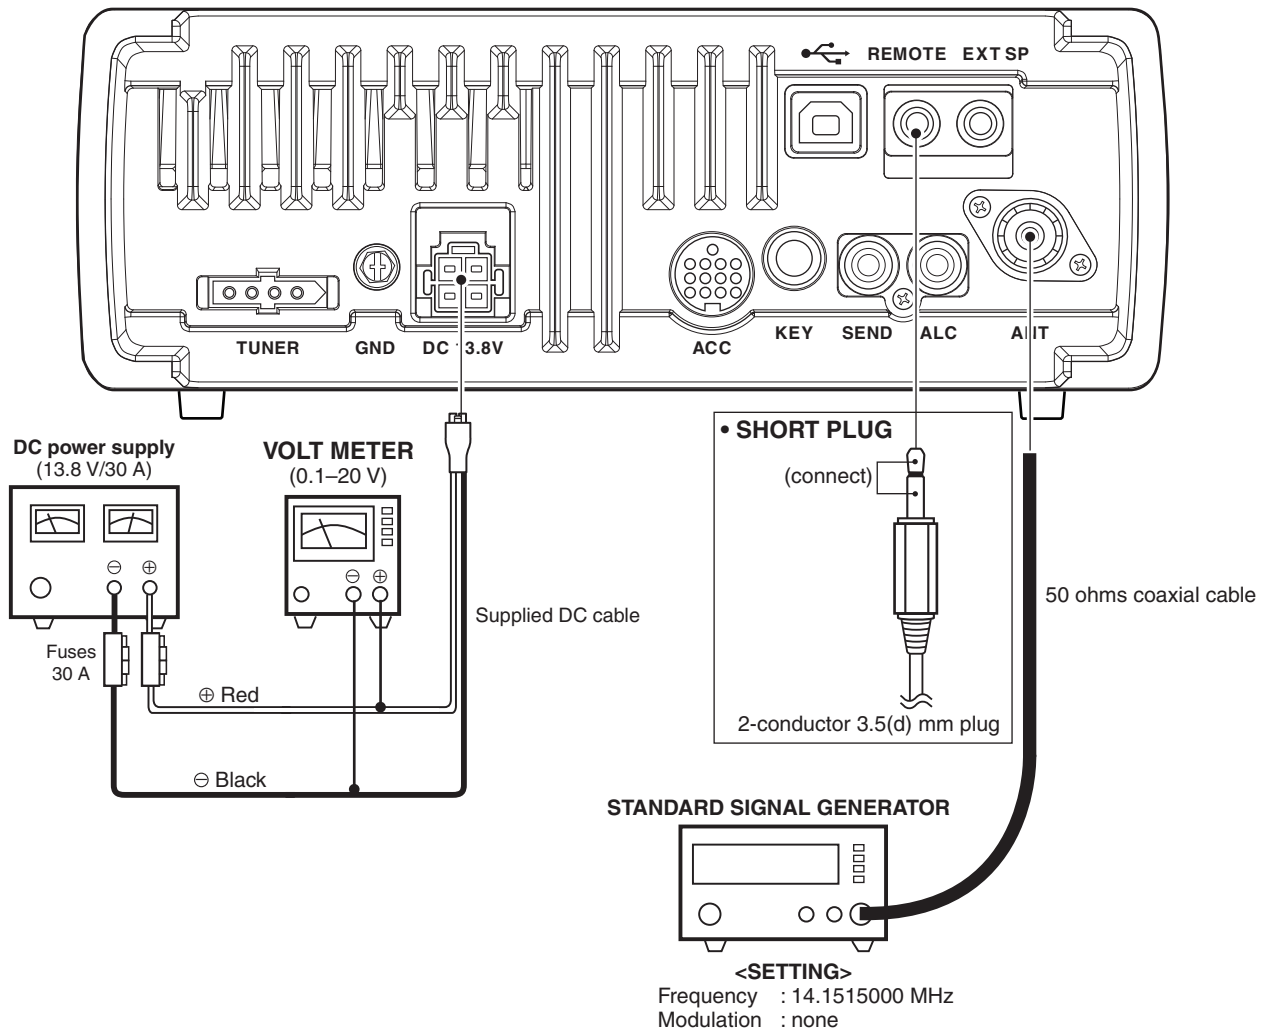 REMOTE EXT SP
TUNER GND DC 13.8V ACC KEY SEND ALC ANT
DC power supply
(13.8 V/30 A)
VOLT METER
(0.1–20 V)
⊖ ⊕
⊖ ⊕
Fuses
30 A
⊕ Red
⊖ Black
Supplied DC cable
• SHORT PLUG
(connect)
2-conductor 3.5(d) mm plug
50 ohms coaxial cable
STANDARD SIGNAL GENERATOR
<SETTING>
Frequency : 14.1515000 MHz
Modulation : none